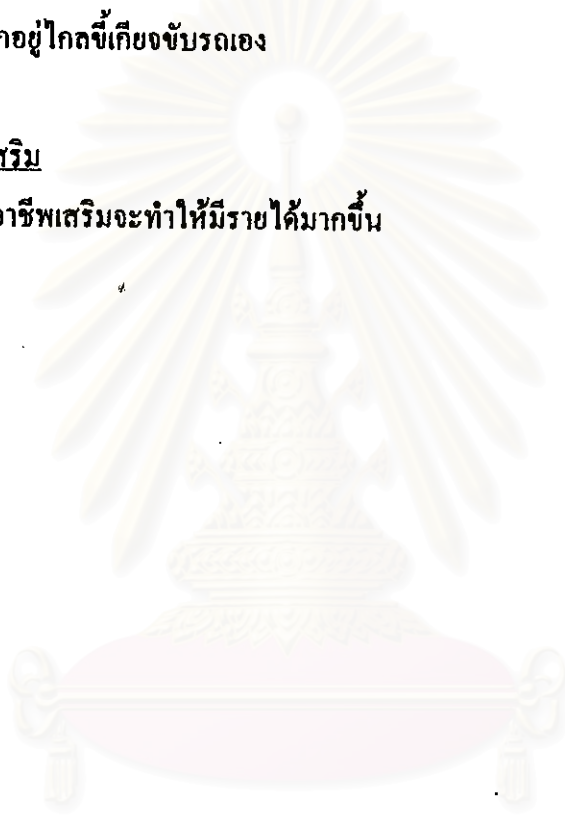 อยู่ไกลขี้เกียจขับรถเอง
เสริม
อาชีพเสริมจะทำให้มีรายได้มากขึ้น